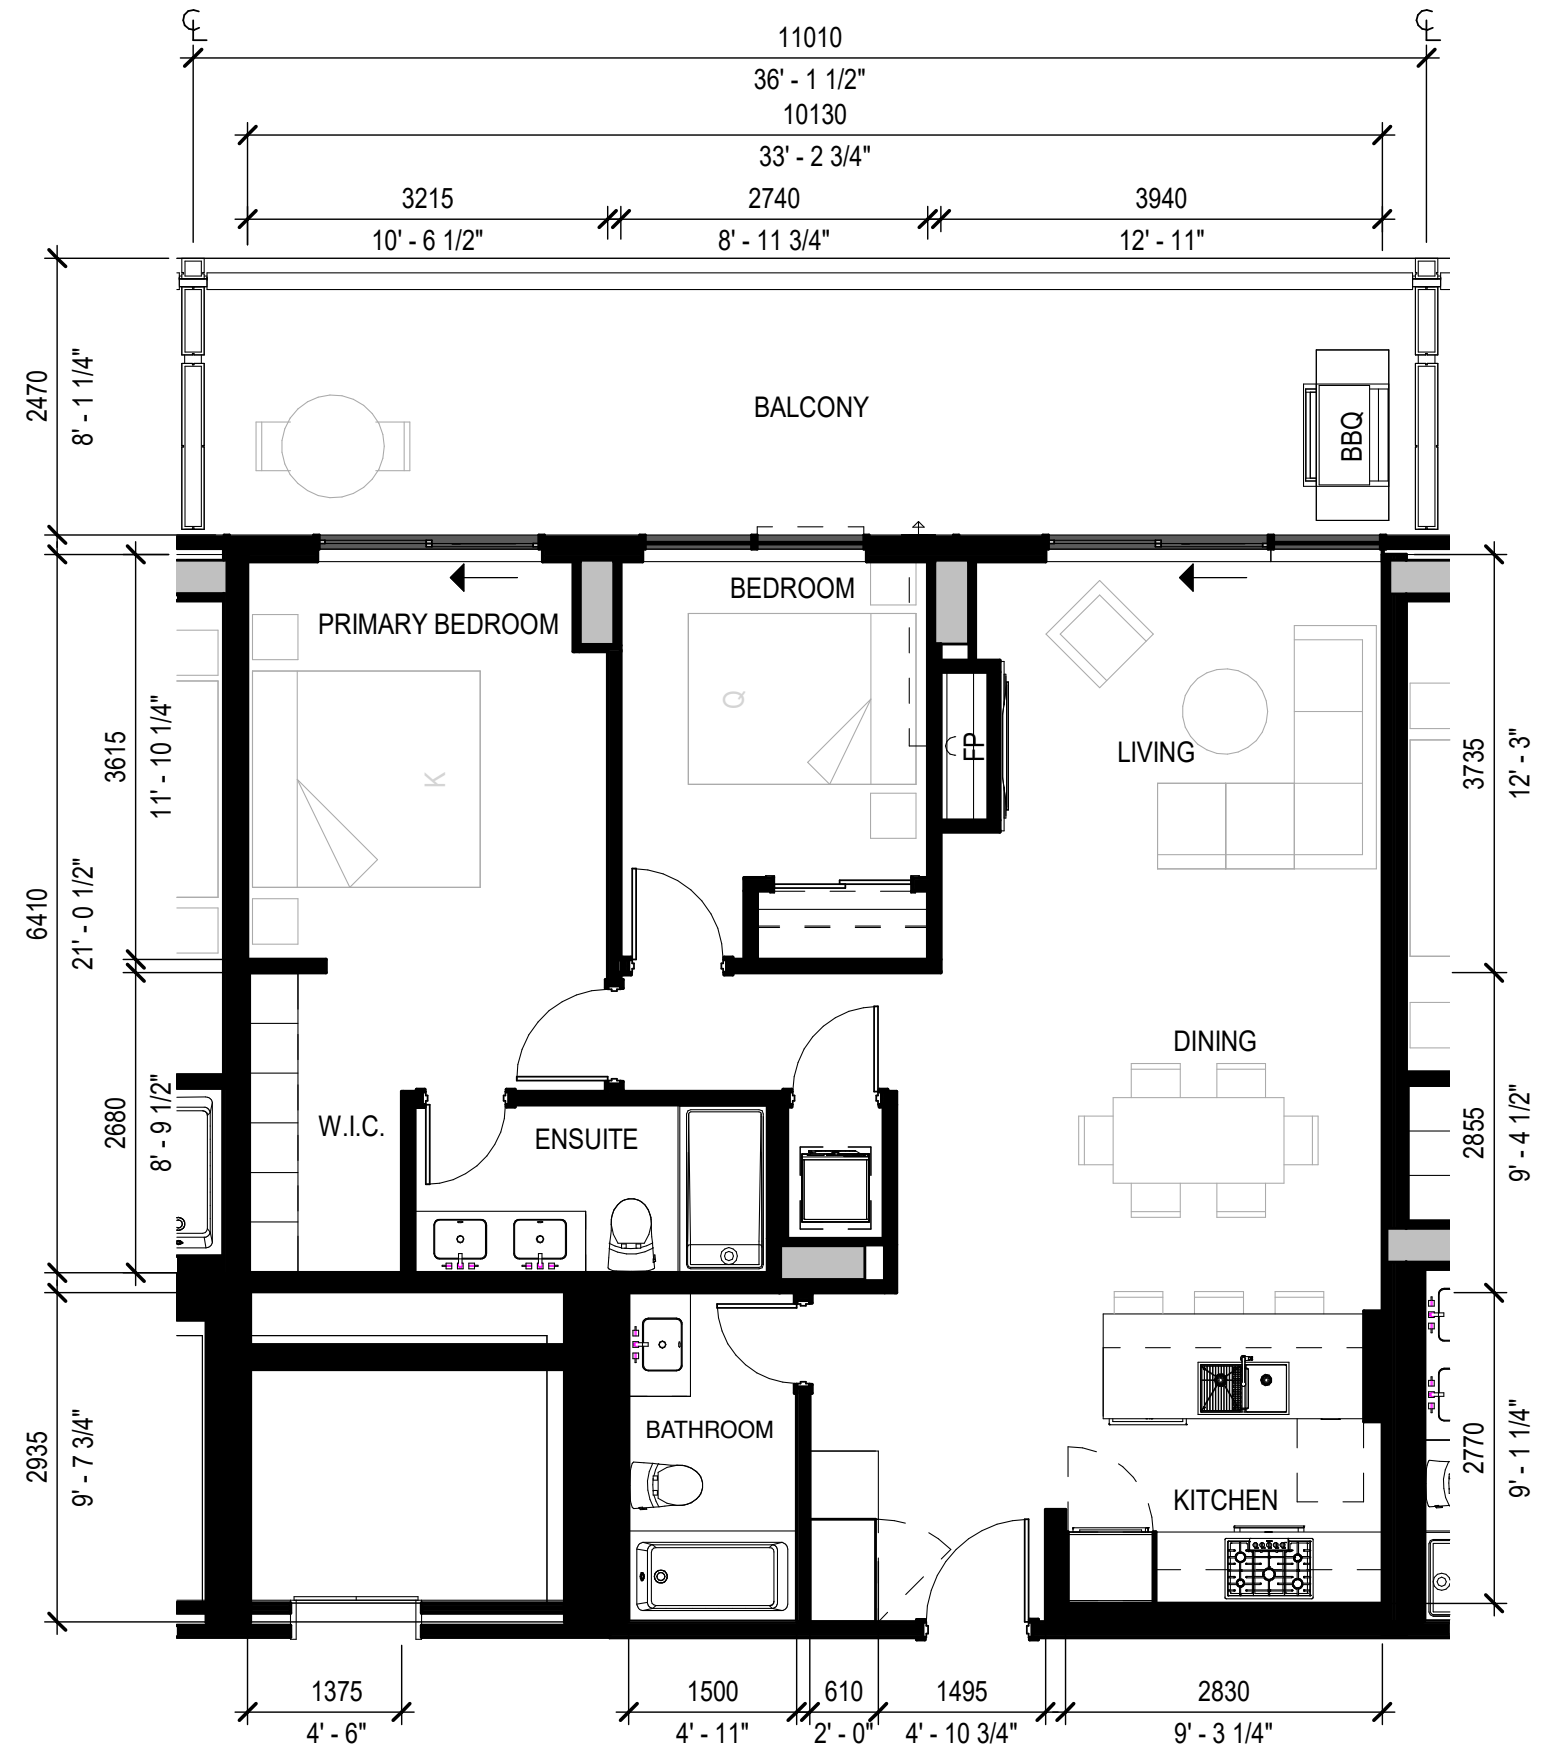 11010
36' - 1 1/2"
10130
33' - 2 3/4"
3215
2740
3940
10' - 6 1/2"
8' - 11 3/4"
12' - 11"
2470
8' - 1 1/4"
BALCONY
BBQ
BEDROOM
PRIMARY BEDROOM
Q
K
FP
LIVING
3615
11' - 10 1/4"
3735
12' - 3"
6410
21' - 0 1/2"
DINING
2680
8' - 9 1/2"
W.I.C.
ENSUITE
2855
9' - 4 1/2"
2935
9' - 7 3/4"
BATHROOM
KITCHEN
2770
9' - 1 1/4"
1375
1500
610
1495
2830
4' - 6"
4' - 11"
2' - 0"
4' - 10 3/4"
9' - 3 1/4"